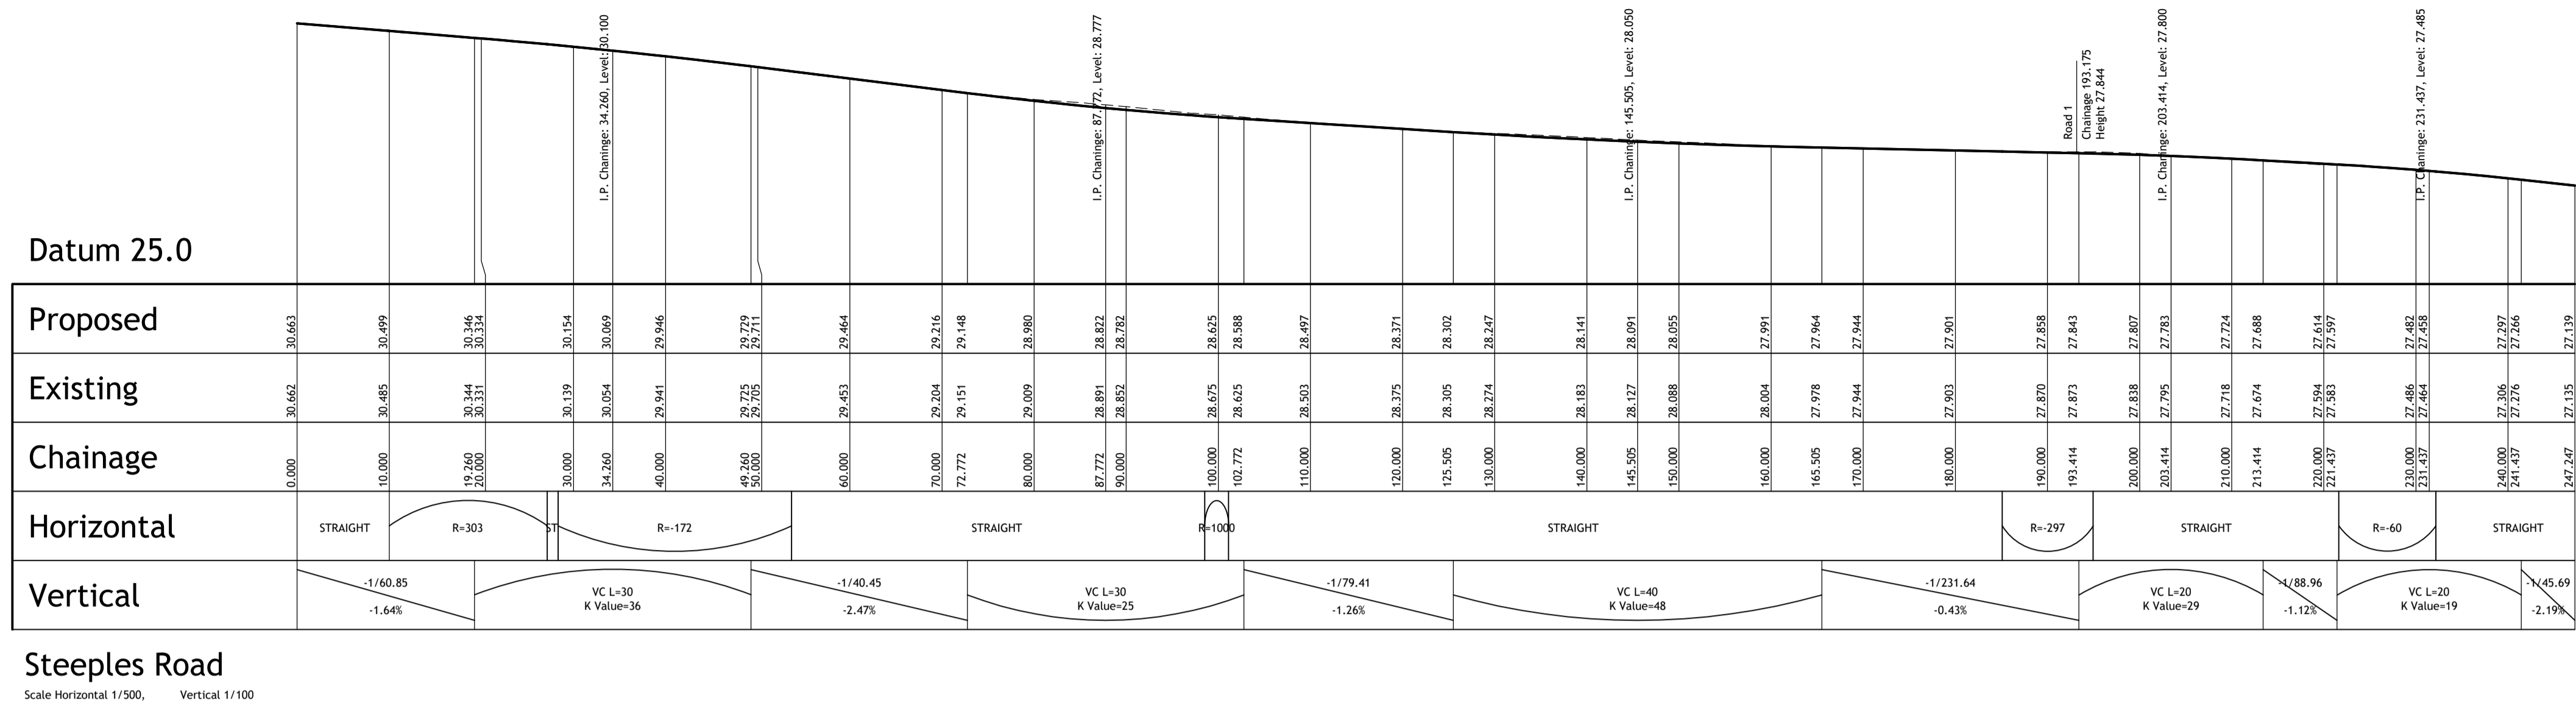 I.P. Chaninge: 34.260, Level: 30.100
I.P. Chaninge: 87.772, Level: 28.777
I.P. Chaninge: 145.505, Level: 28.050
Road 1
Chainage 193.175
Height 27.844
I.P. Chaninge: 203.414, Level: 27.800
I.P. Chaninge: 231.437, Level: 27.485
Datum 25.0
Proposed 30.663 30.499 30.346 30.334 30.154 30.069 29.946 29.729 29.711 29.464 29.216 29.148 28.980 28.822 28.782 28.625 28.588 28.497 28.371 28.302 28.247 28.141 28.091 28.055 27.991 27.964 27.944 27.901 27.858 27.843 27.807 27.783 27.724 27.688 27.614 27.597 27.482 27.458 27.297 27.266 27.139
Existing 30.662 30.485 30.344 30.331 30.139 30.054 29.941 29.725 29.705 29.453 29.204 29.151 29.009 28.891 28.852 28.675 28.625 28.503 28.375 28.305 28.274 28.183 28.127 28.088 28.004 27.978 27.944 27.903 27.870 27.873 27.838 27.795 27.718 27.674 27.594 27.583 27.486 27.464 27.306 27.276 27.135
Chainage 0.000 10.000 19.260 20.000 30.000 34.260 40.000 49.260 50.000 60.000 70.000 72.772 80.000 87.772 90.000 100.000 102.772 110.000 120.000 125.505 130.000 140.000 145.505 150.000 160.000 165.505 170.000 180.000 190.000 193.414 200.000 203.414 210.000 213.414 220.000 221.437 230.000 231.437 240.000 241.437 247.247
Horizontal STRAIGHT R=303 ST R=-172 STRAIGHT R=1000 STRAIGHT R=-297 STRAIGHT R=-60 STRAIGHT
Vertical
-1/60.85 VC L=30 -1/40.45 VC L=30 -1/79.41 VC L=40 -1/231.64 VC L=20 -1/88.96 VC L=20 -1/45.69
-1.64% K Value=36 -2.47% K Value=25 -1.26% K Value=48 -0.43% K Value=29 -1.12% K Value=19 -2.19%
Steeples Road
Scale Horizontal 1/500, Vertical 1/100